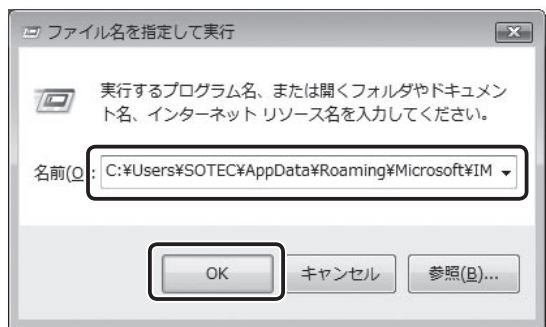 ファイル名を指定して実行
実行するプログラム名、または開くフォルダやドキュメン
ト名、インターネット リソース名を入力してください。
名前(O): C:¥Users¥SOTEC¥AppData¥Roaming¥Microsoft¥IM
OK キャンセル 参照(B)...